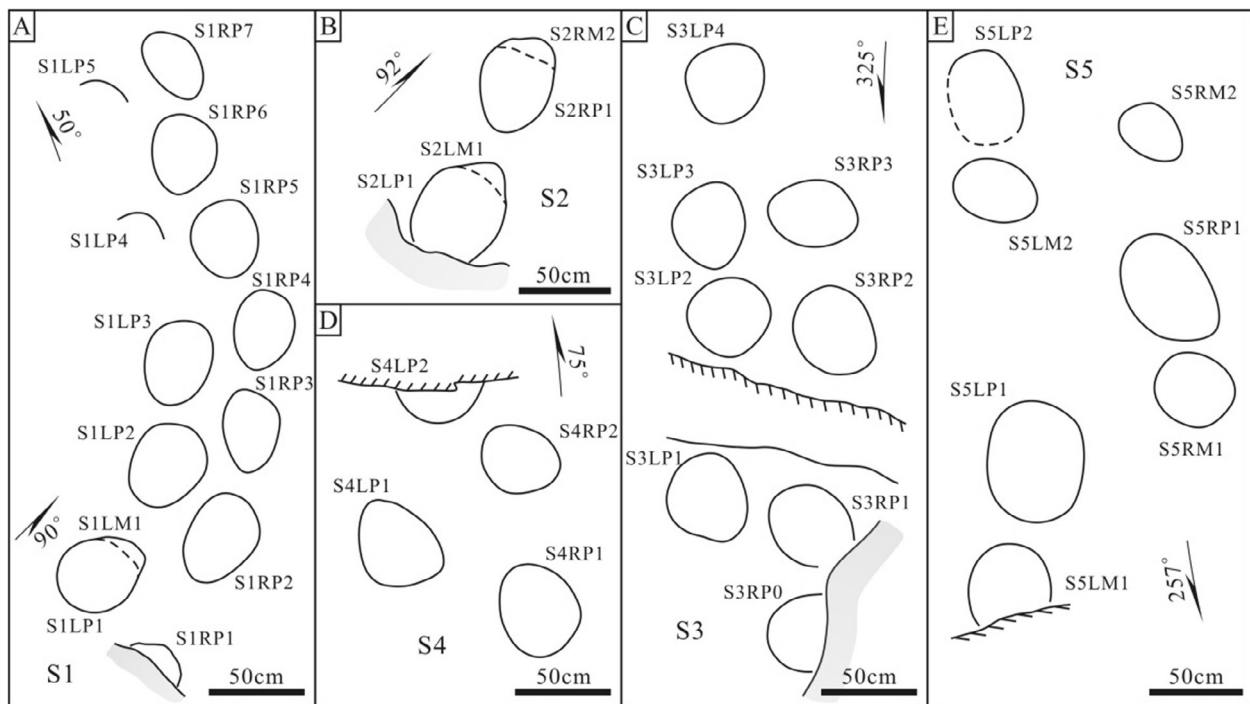 A
S1RP7
S1LP5
50°
S1RP6
S1RP5
S1LP4
S1RP4
S1LP3
S1RP3
S1LP2
90°
S1LM1
S1RP2
S1LP1
S1RP1
S1
50cm
B
S2RM2
92°
S2RP1
S2LM1
S2LP1
S2
50cm
D
75°
S4LP2
S4RP2
S4LP1
S4RP1
S4
50cm
C
S3LP4
325°
S3LP3
S3RP3
S3LP2
S3RP2
S3LP1
S3RP1
S3RP0
S3
50cm
E
S5LP2
S5
S5RM2
S5LM2
S5RP1
S5LP1
S5RM1
S5LM1
257°
50cm